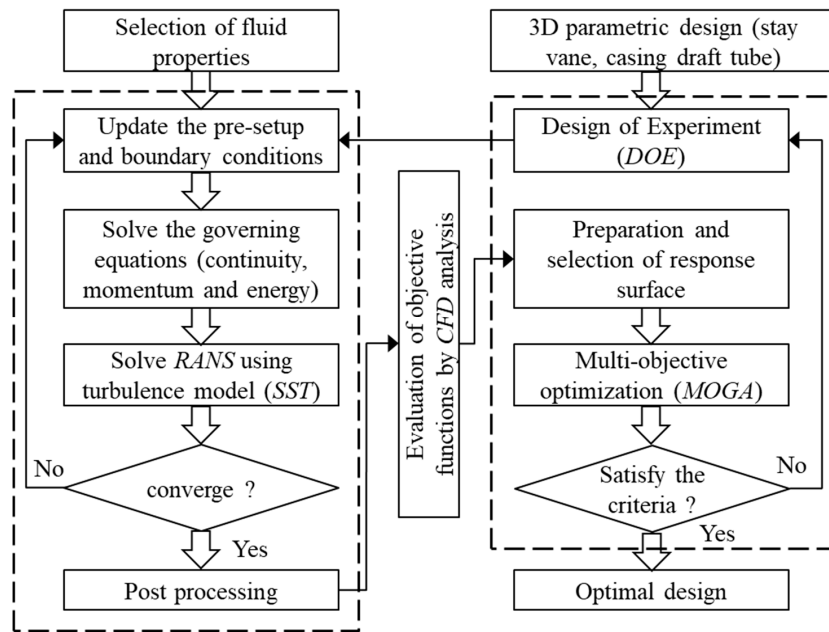 Selection of fluid
properties
Update the pre-setup
and boundary conditions
Solve the governing
equations (continuity,
momentum and energy)
Solve RANS using
turbulence model (SST)
No
converge ?
Yes
Post processing
Evaluation of objective
functions by CFD analysis
3D parametric design (stay
vane, casing draft tube)
Design of Experiment
(DOE)
Preparation and
selection of response
surface
Multi-objective
optimization (MOGA)
Satisfy the
criteria ?
No
Yes
Optimal design